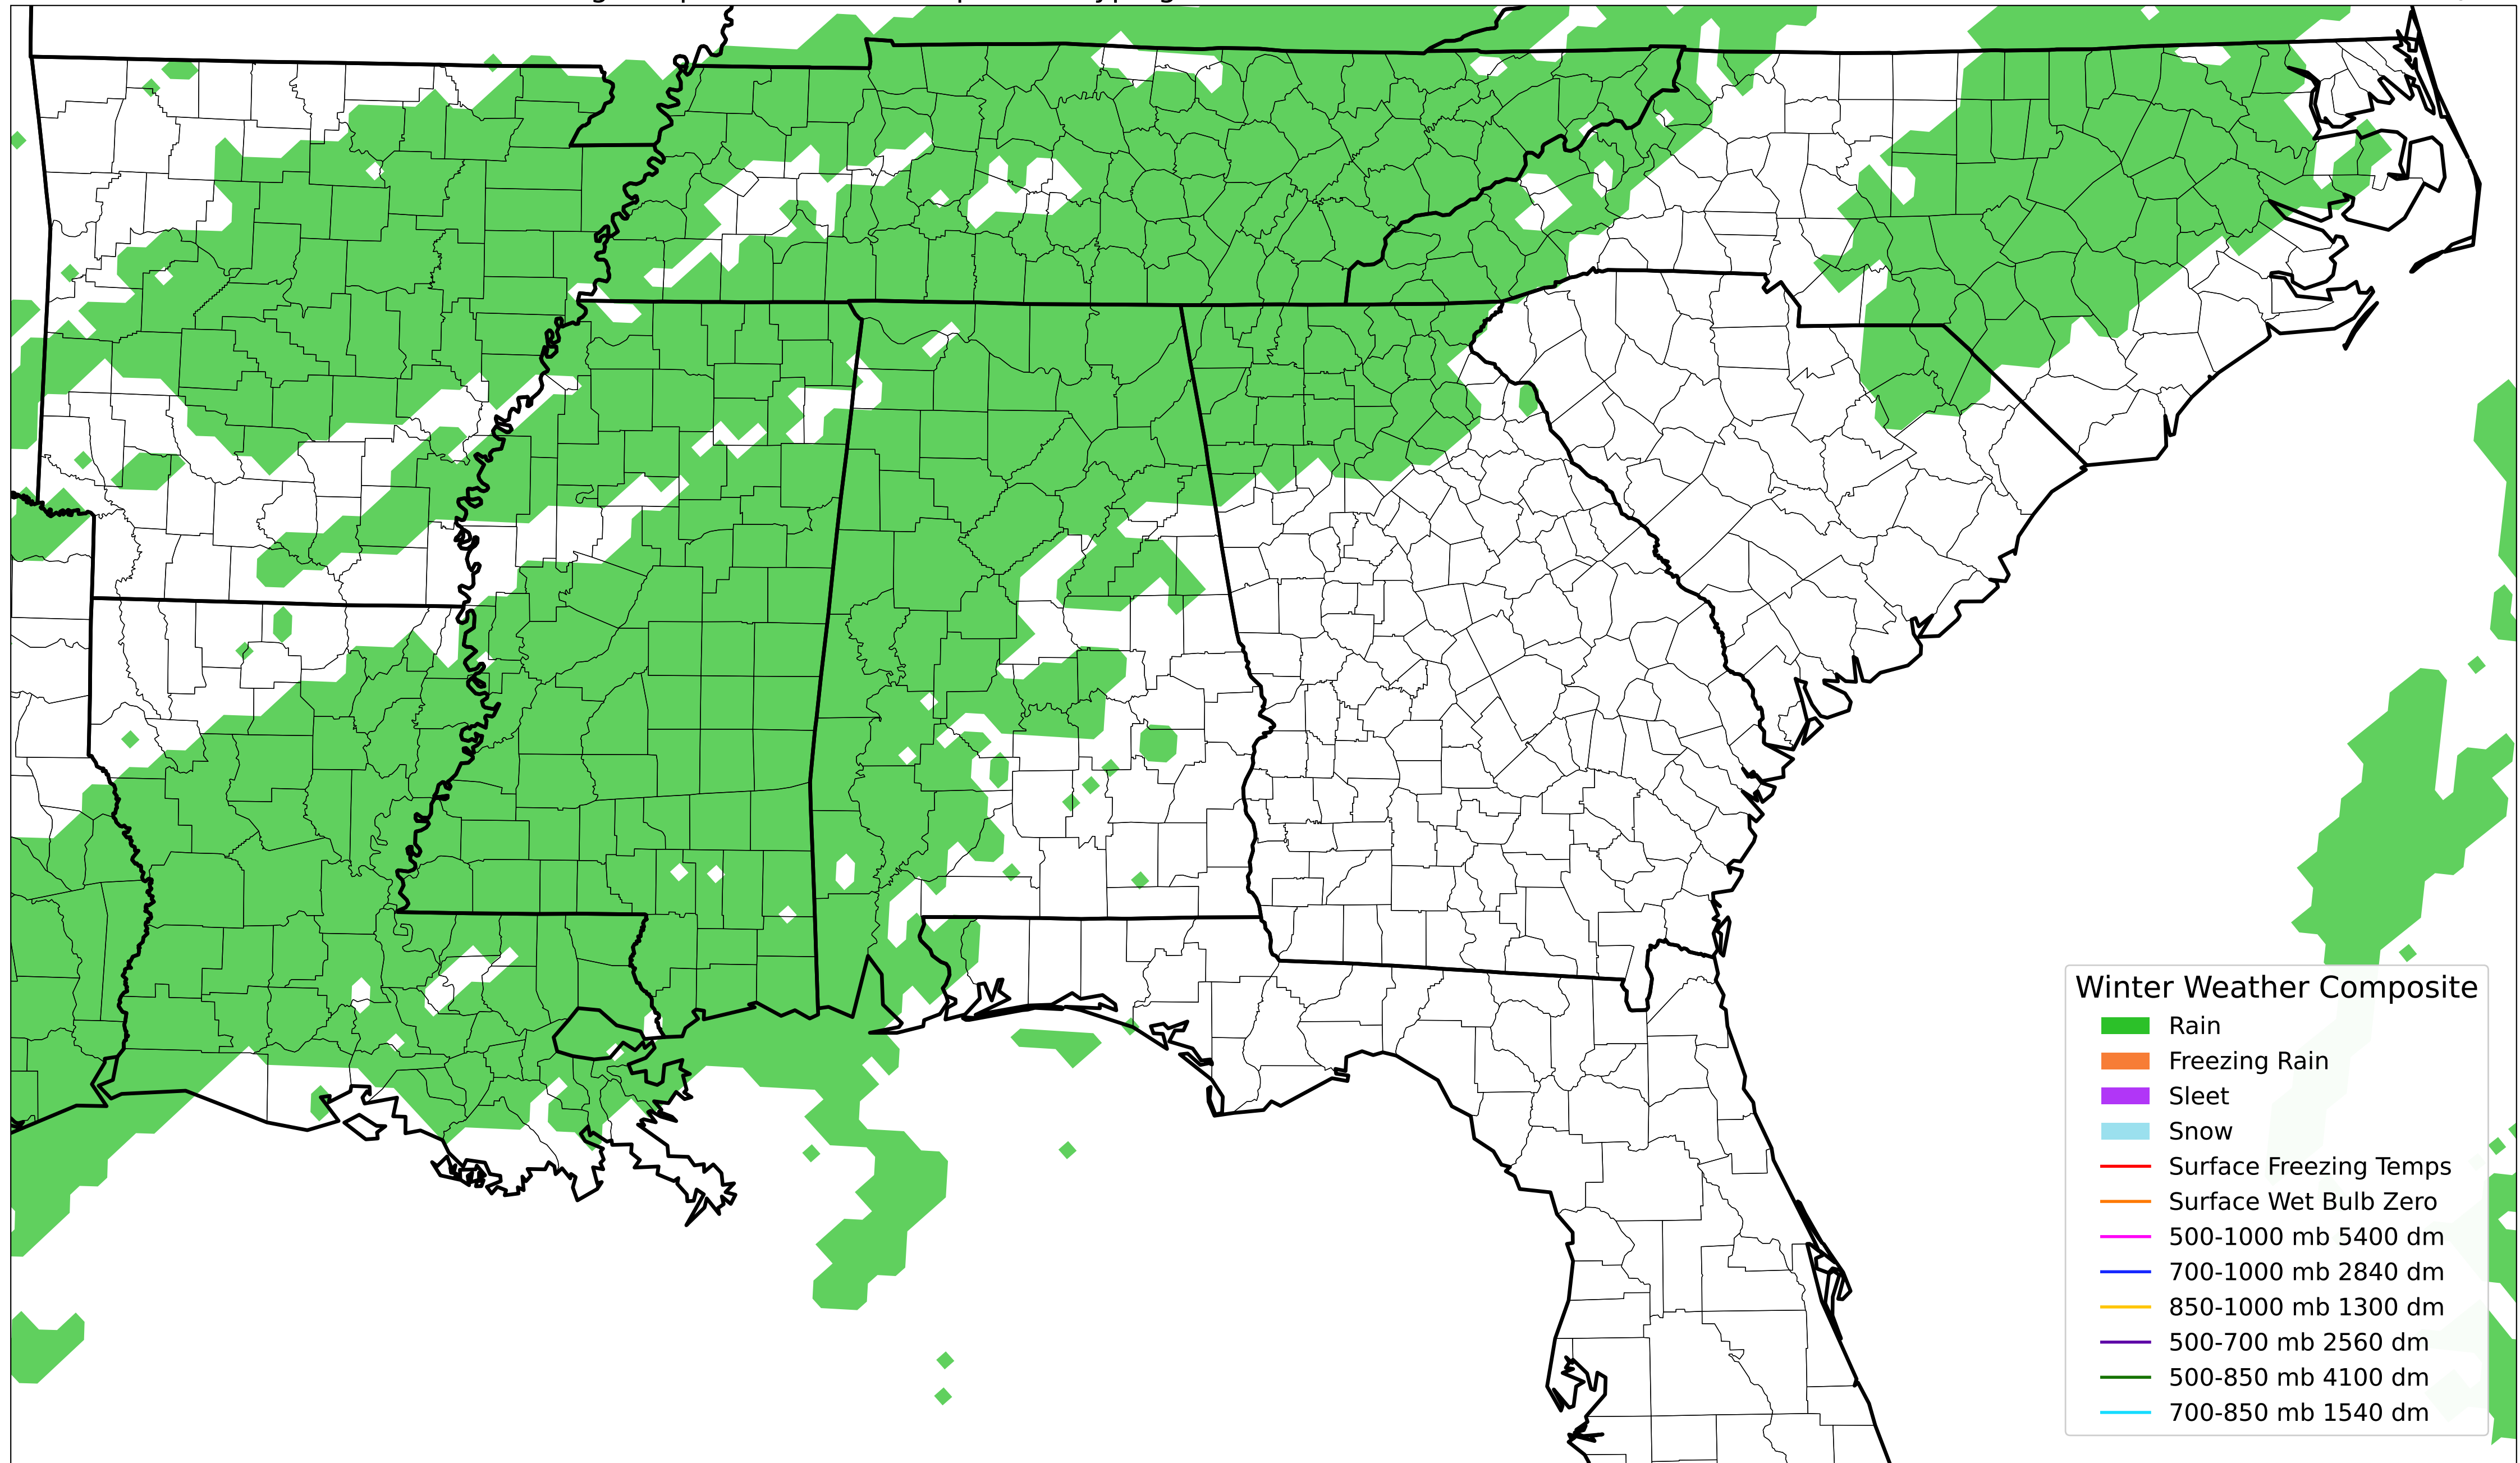 Winter Weather Composite
Rain
Freezing Rain
Sleet
Snow
Surface Freezing Temps
Surface Wet Bulb Zero
500-1000 mb 5400 dm
700-1000 mb 2840 dm
850-1000 mb 1300 dm
500-700 mb 2560 dm
500-850 mb 4100 dm
700-850 mb 1540 dm